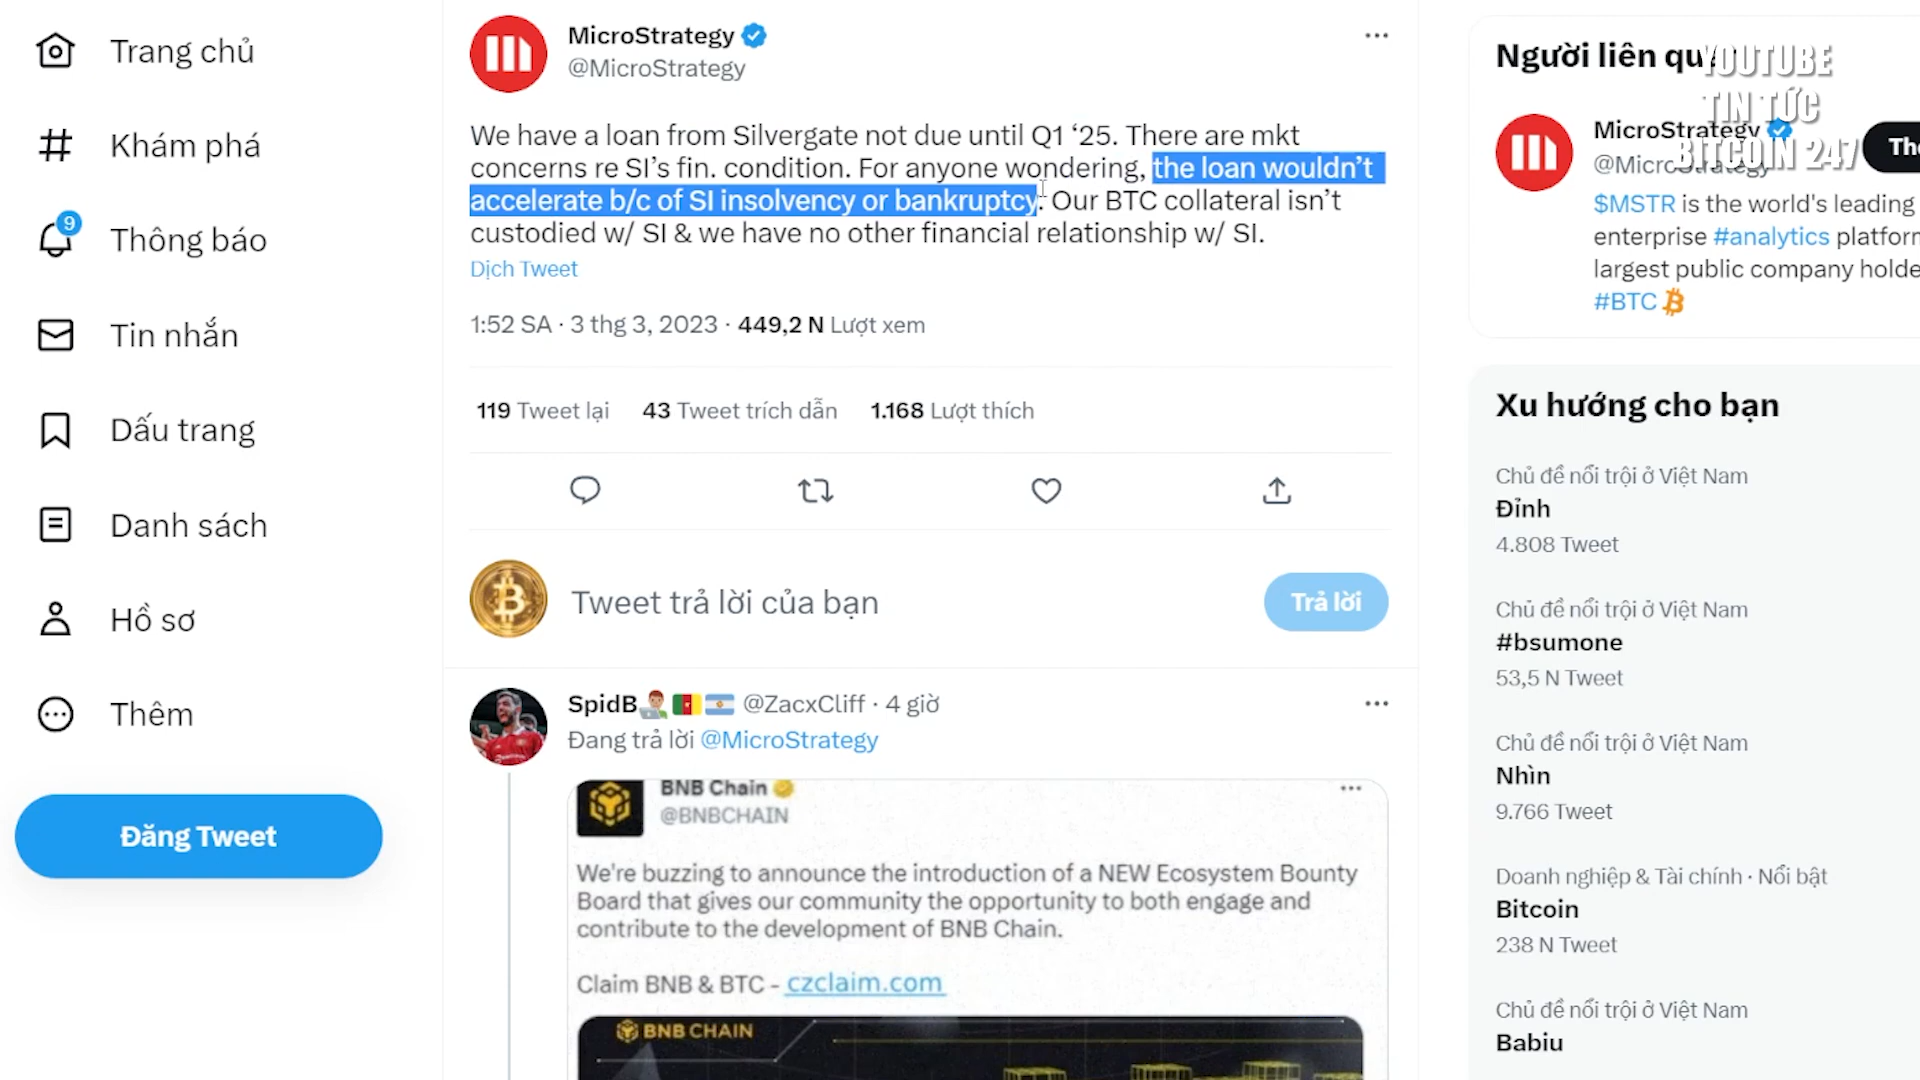 Trang chủ
Khám phá
9
Thông báo
Tin nhắn
Dấu trang
Danh sách
Hồ sơ
Thêm
Đăng Tweet
MicroStrategy
@MicroStrategy
We have a loan from Silvergate not due until Q1 ‘25. There are mkt
concerns re SI’s fin. condition. For anyone wondering, the loan wouldn’t
accelerate b/c of SI insolvency or bankruptcy. Our BTC collateral isn’t
custodied w/ SI & we have no other financial relationship w/ SI.
Dịch Tweet
1:52 SA · 3 thg 3, 2023 · 449,2 N Lượt xem
119 Tweet lại 43 Tweet trích dẫn 1.168 Lượt thích
Tweet trả lời của bạn
Trả lời
SpidB @ZacxCliff · 4 giờ
Đang trả lời @MicroStrategy
BNB Chain
@BNBCHAIN
We're buzzing to announce the introduction of a NEW Ecosystem Bounty
Board that gives our community the opportunity to both engage and
contribute to the development of BNB Chain.
Claim BNB & BTC - czclaim.com
BNB CHAIN
Người liên qu
YOUTUBE
TIN TỨC
BITCOIN 247
MicroStrategy
@MicroStrategy
The
$MSTR is the world's leading
enterprise #analytics platform
largest public company holde
#BTC
Xu hướng cho bạn
Chủ đề nổi trội ở Việt Nam
Đỉnh
4.808 Tweet
Chủ đề nổi trội ở Việt Nam
#bsumone
53,5 N Tweet
Chủ đề nổi trội ở Việt Nam
Nhìn
9.766 Tweet
Doanh nghiệp & Tài chính · Nổi bật
Bitcoin
238 N Tweet
Chủ đề nổi trội ở Việt Nam
Babiu